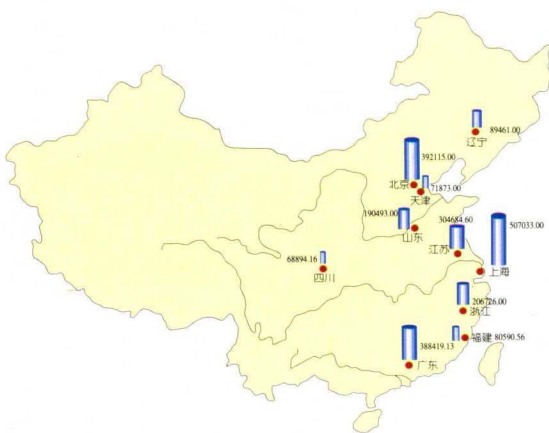 89461.00
辽宁
392115.00
北京
71873.00
天津
190493.00
山东
304684.60
江苏
507033.00
上海
68894.16
四川
206726.00
浙江
福建 80590.56
388419.13
广东